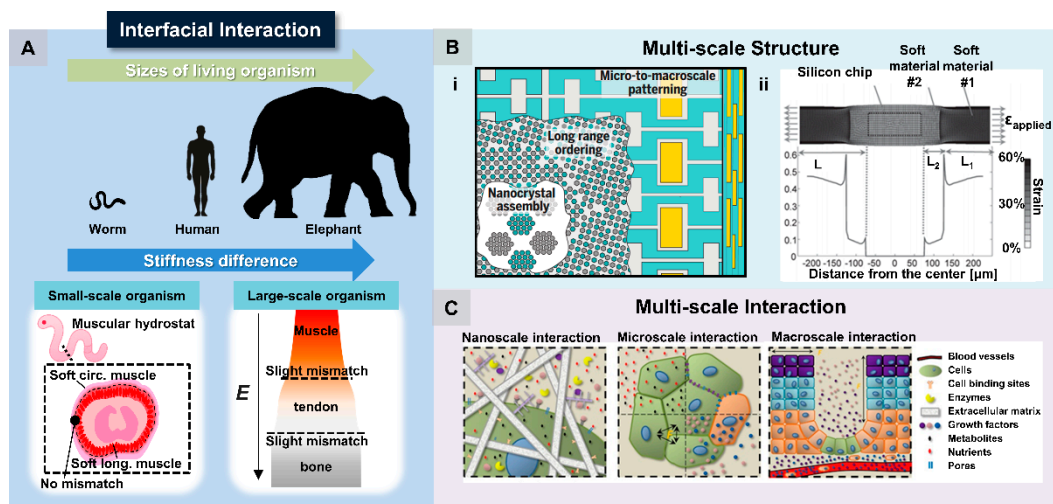 A
Interfacial Interaction
Sizes of living organism
Worm
Human
Elephant
Stiffness difference
Small-scale organism
Muscular hydrostat
Soft circ. muscle
Soft long. muscle
No mismatch
Large-scale organism
E
Muscle
Slight mismatch
tendon
Slight mismatch
bone
B
Multi-scale Structure
i
Micro-to-macroscale
patterning
Long range
ordering
Nanocrystal
assembly
ii
Silicon chip
Soft
material
#2
Soft
material
#1
εapplied
L
L2
L1
0.6
0.5
0.4
0.3
0.2
0.1
0
-200
-150
-100
-50
0
50
100
150
200
Distance from the center [μm]
60%
30%
0%
Strain
C
Multi-scale Interaction
Nanoscale interaction
Microscale interaction
Macroscale interaction
Blood vessels
Cells
Cell binding sites
Enzymes
Extracellular matrix
Growth factors
Metabolites
Nutrients
Pores